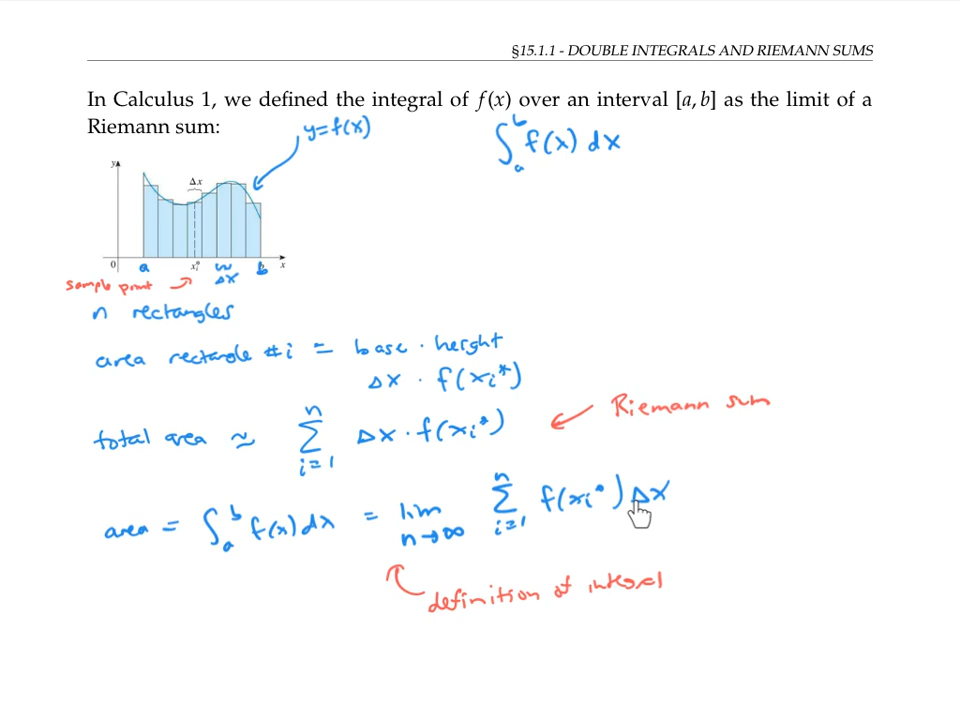 §15.1.1 - DOUBLE INTEGRALS AND RIEMANN SUMS
In Calculus 1, we defined the integral of f(x) over an interval [a, b] as the limit of a
Riemann sum:
y=f(x)
∫_a^b f(x) dx
y
Δx
0 a x_i* Δx b x
sample point
n rectangles
area rectangle #i = base · height
Δx · f(x_i*)
total area ≈ ∑_{i=1}^n Δx · f(x_i*)
Riemann sum
area = ∫_a^b f(x) dx = lim_{n→∞} ∑_{i=1}^n f(x_i*) Δx
definition of integral